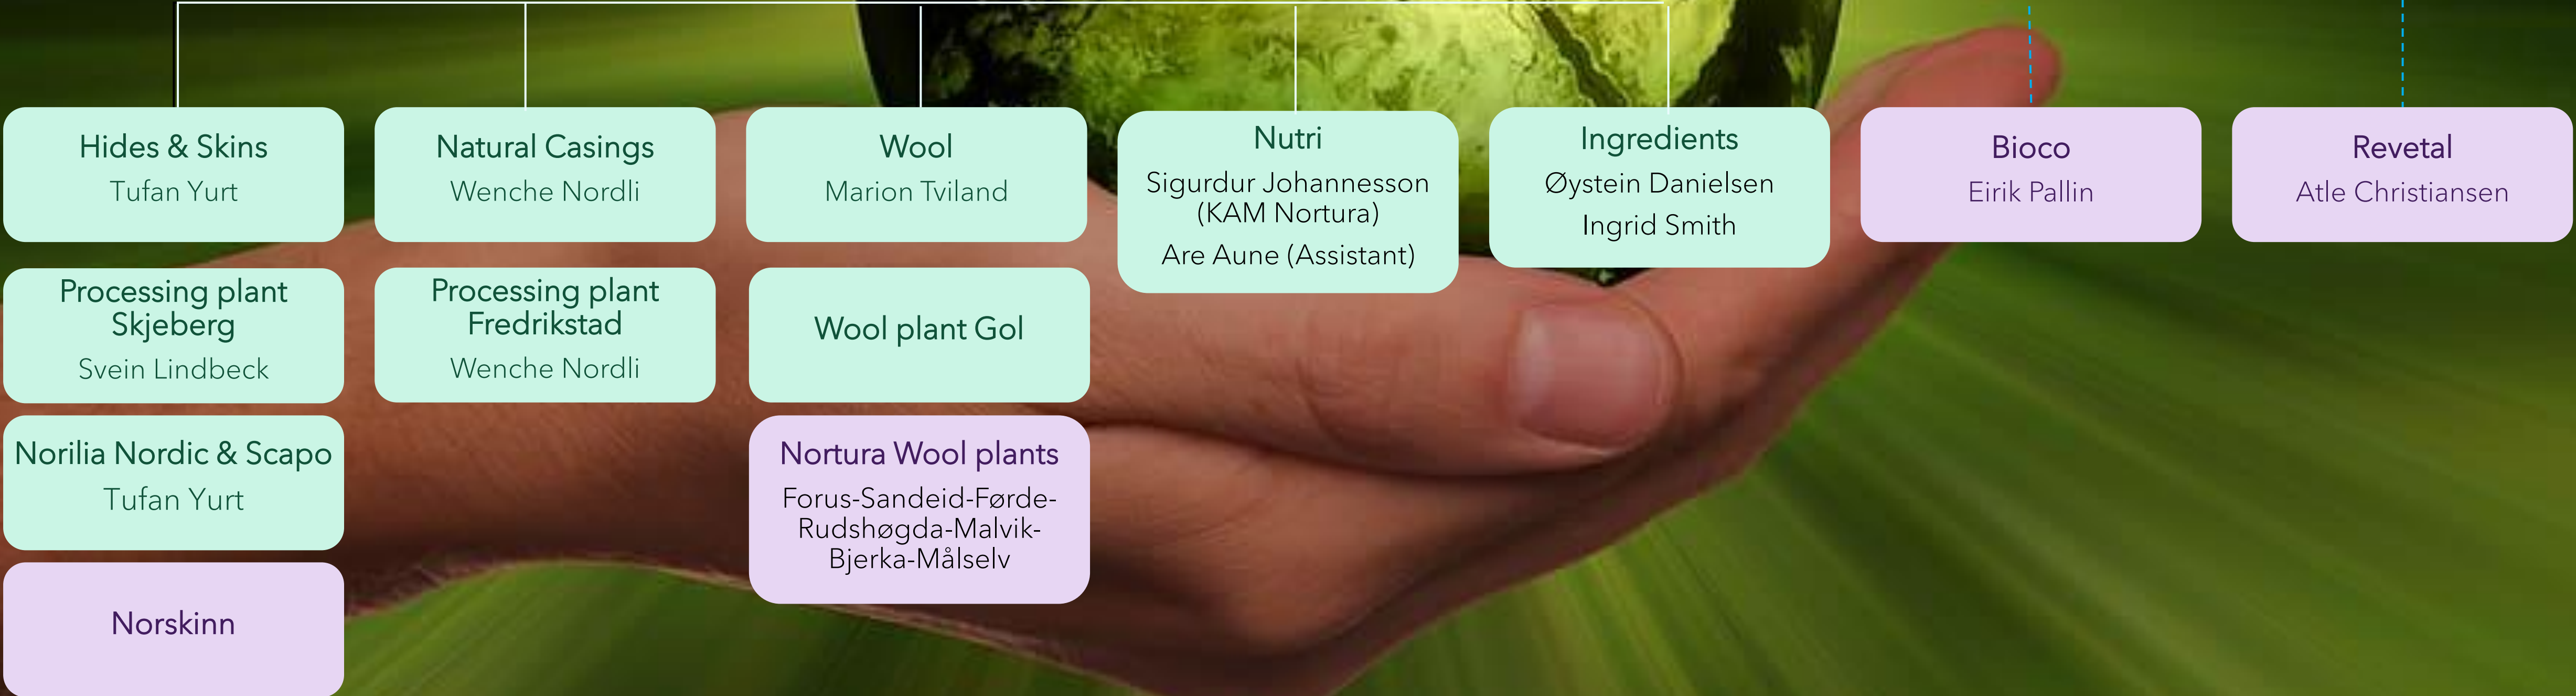 Hides & Skins
Tufan Yurt
Natural Casings
Wenche Nordli
Wool
Marion Tviland
Nutri
Sigurdur Johannesson
(KAM Nortura)
Are Aune (Assistant)
Ingredients
Øystein Danielsen
Ingrid Smith
Bioco
Eirik Pallin
Revetal
Atle Christiansen
Processing plant
Skjeberg
Svein Lindbeck
Processing plant
Fredrikstad
Wenche Nordli
Wool plant Gol
Norilia Nordic & Scapo
Tufan Yurt
Nortura Wool plants
Forus-Sandeid-Førde-
Rudshøgda-Malvik-
Bjerka-Målselv
Norskinn